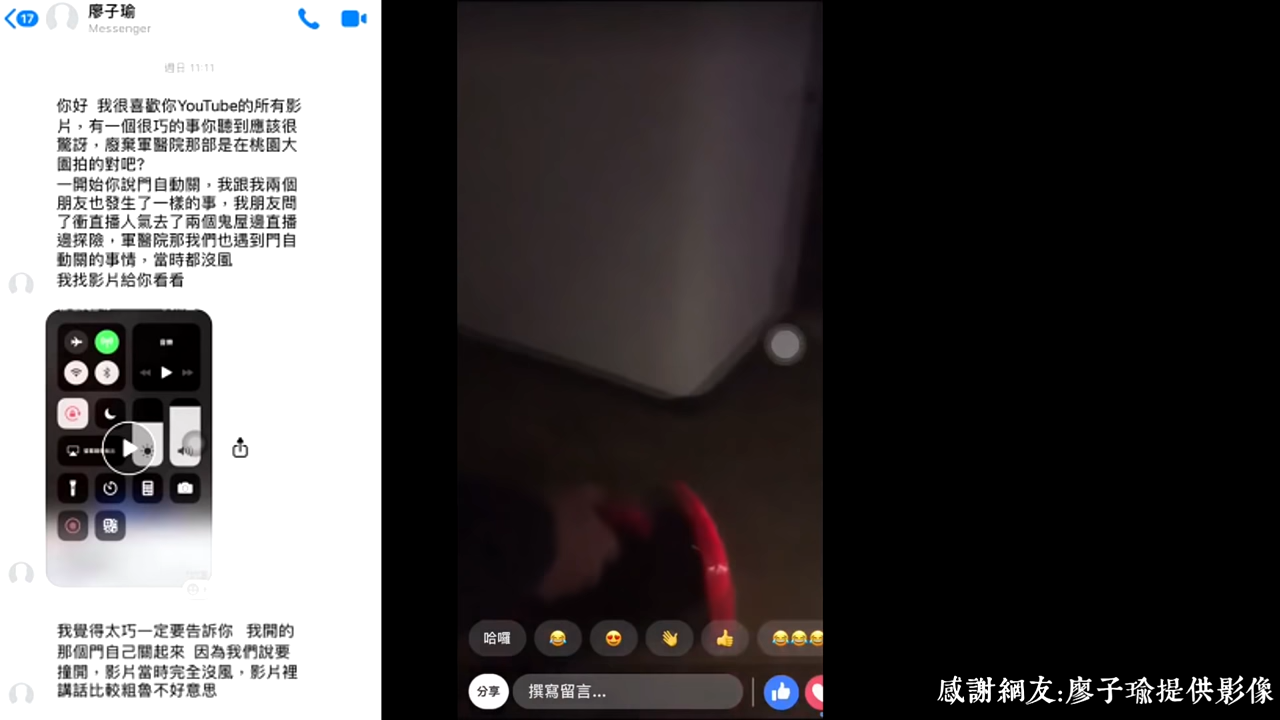 17
廖子瑜
Messenger
週日 11:11
你好 我很喜歡你YouTube的所有影
片，有一個很巧的事你聽到應該很
驚訝，廢棄軍醫院那部是在桃園大
園拍的對吧?
一開始你說門自動關，我跟我兩個
朋友也發生了一樣的事，我朋友問
了衝直播人氣去了兩個鬼屋邊直播
邊探險，軍醫院那我們也遇到門自
動關的事情，當時都沒風
我找影片給你看看
音樂
我覺得太巧一定要告訴你 我開的
那個門自己關起來 因為我們說要
撞開，影片當時完全沒風，影片裡
講話比較粗魯不好意思
哈囉
分享
撰寫留言...
感謝網友:廖子瑜提供影像